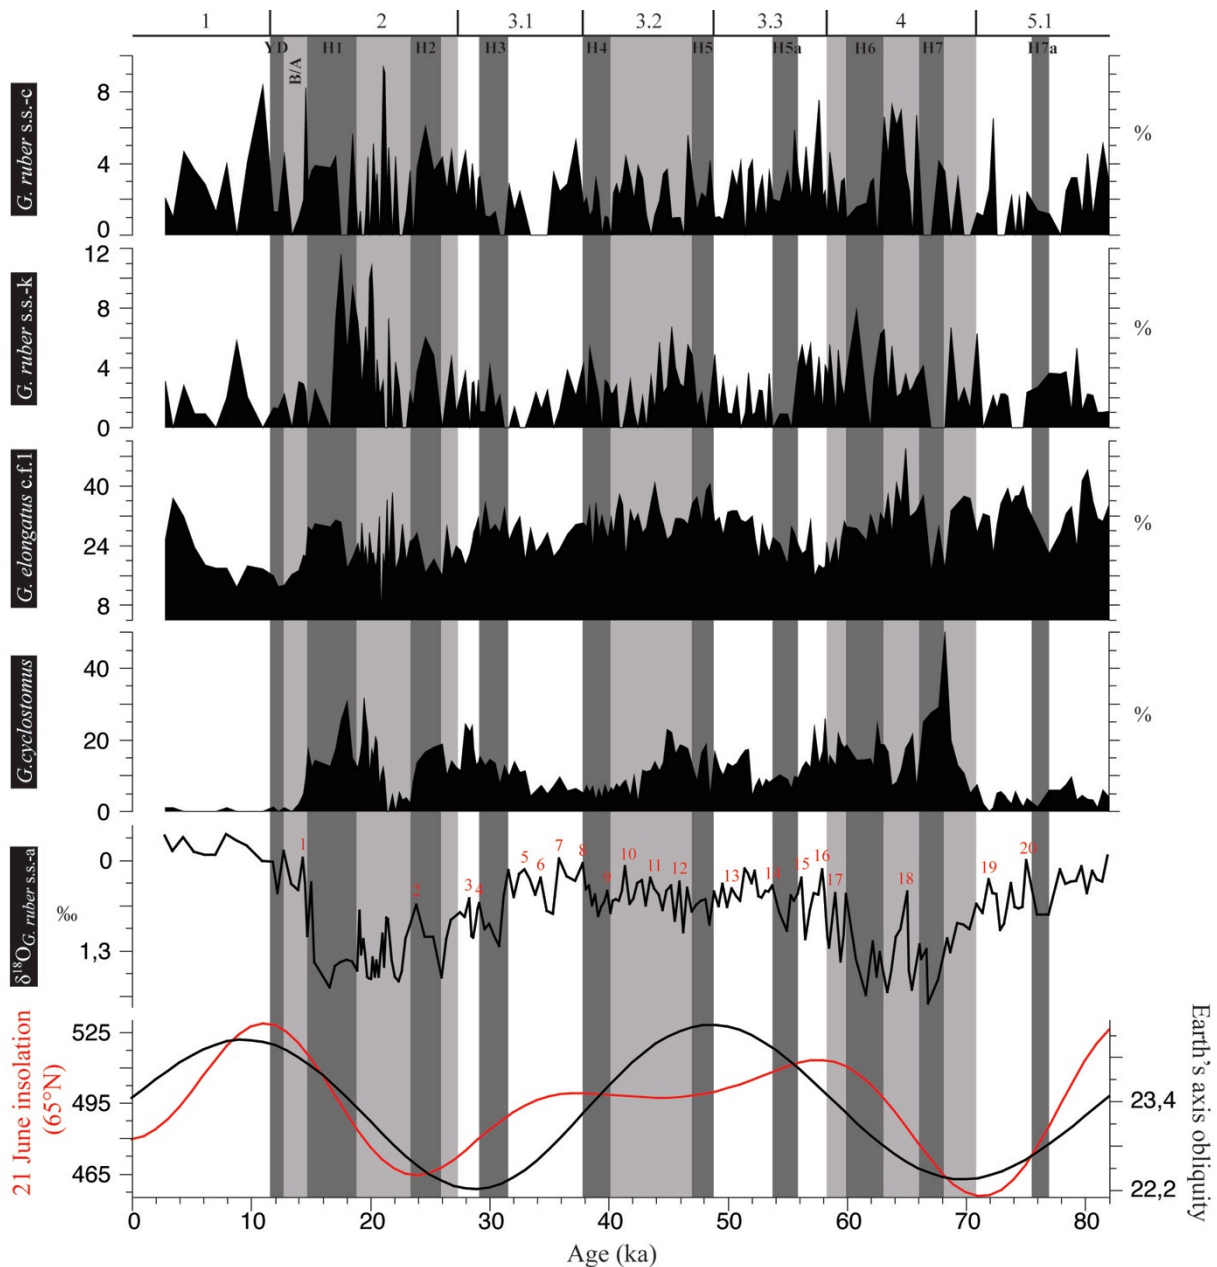 1 2 3.1 3.2 3.3 4 5.1
YD H1 H2 H3 H4 H5 H5a H6 H7 H7a
B/A
G. ruber s.s.-c
8
4
0
%
G. ruber s.s.-k
12
8
4
0
%
G. elongatus c.f.1
40
24
8
%
G.cyclostomus
40
20
0
%
δ18OG. ruber s.s.-a
‰
0
1,3
1 2 3 4 5 6 7 8 9 10 11 12 13 14 15 16 17 18 19 20
21 June insolation
(65°N)
525
495
465
Earth's axis obliquity
23,4
22,2
0 10 20 30 40 50 60 70 80
Age (ka)